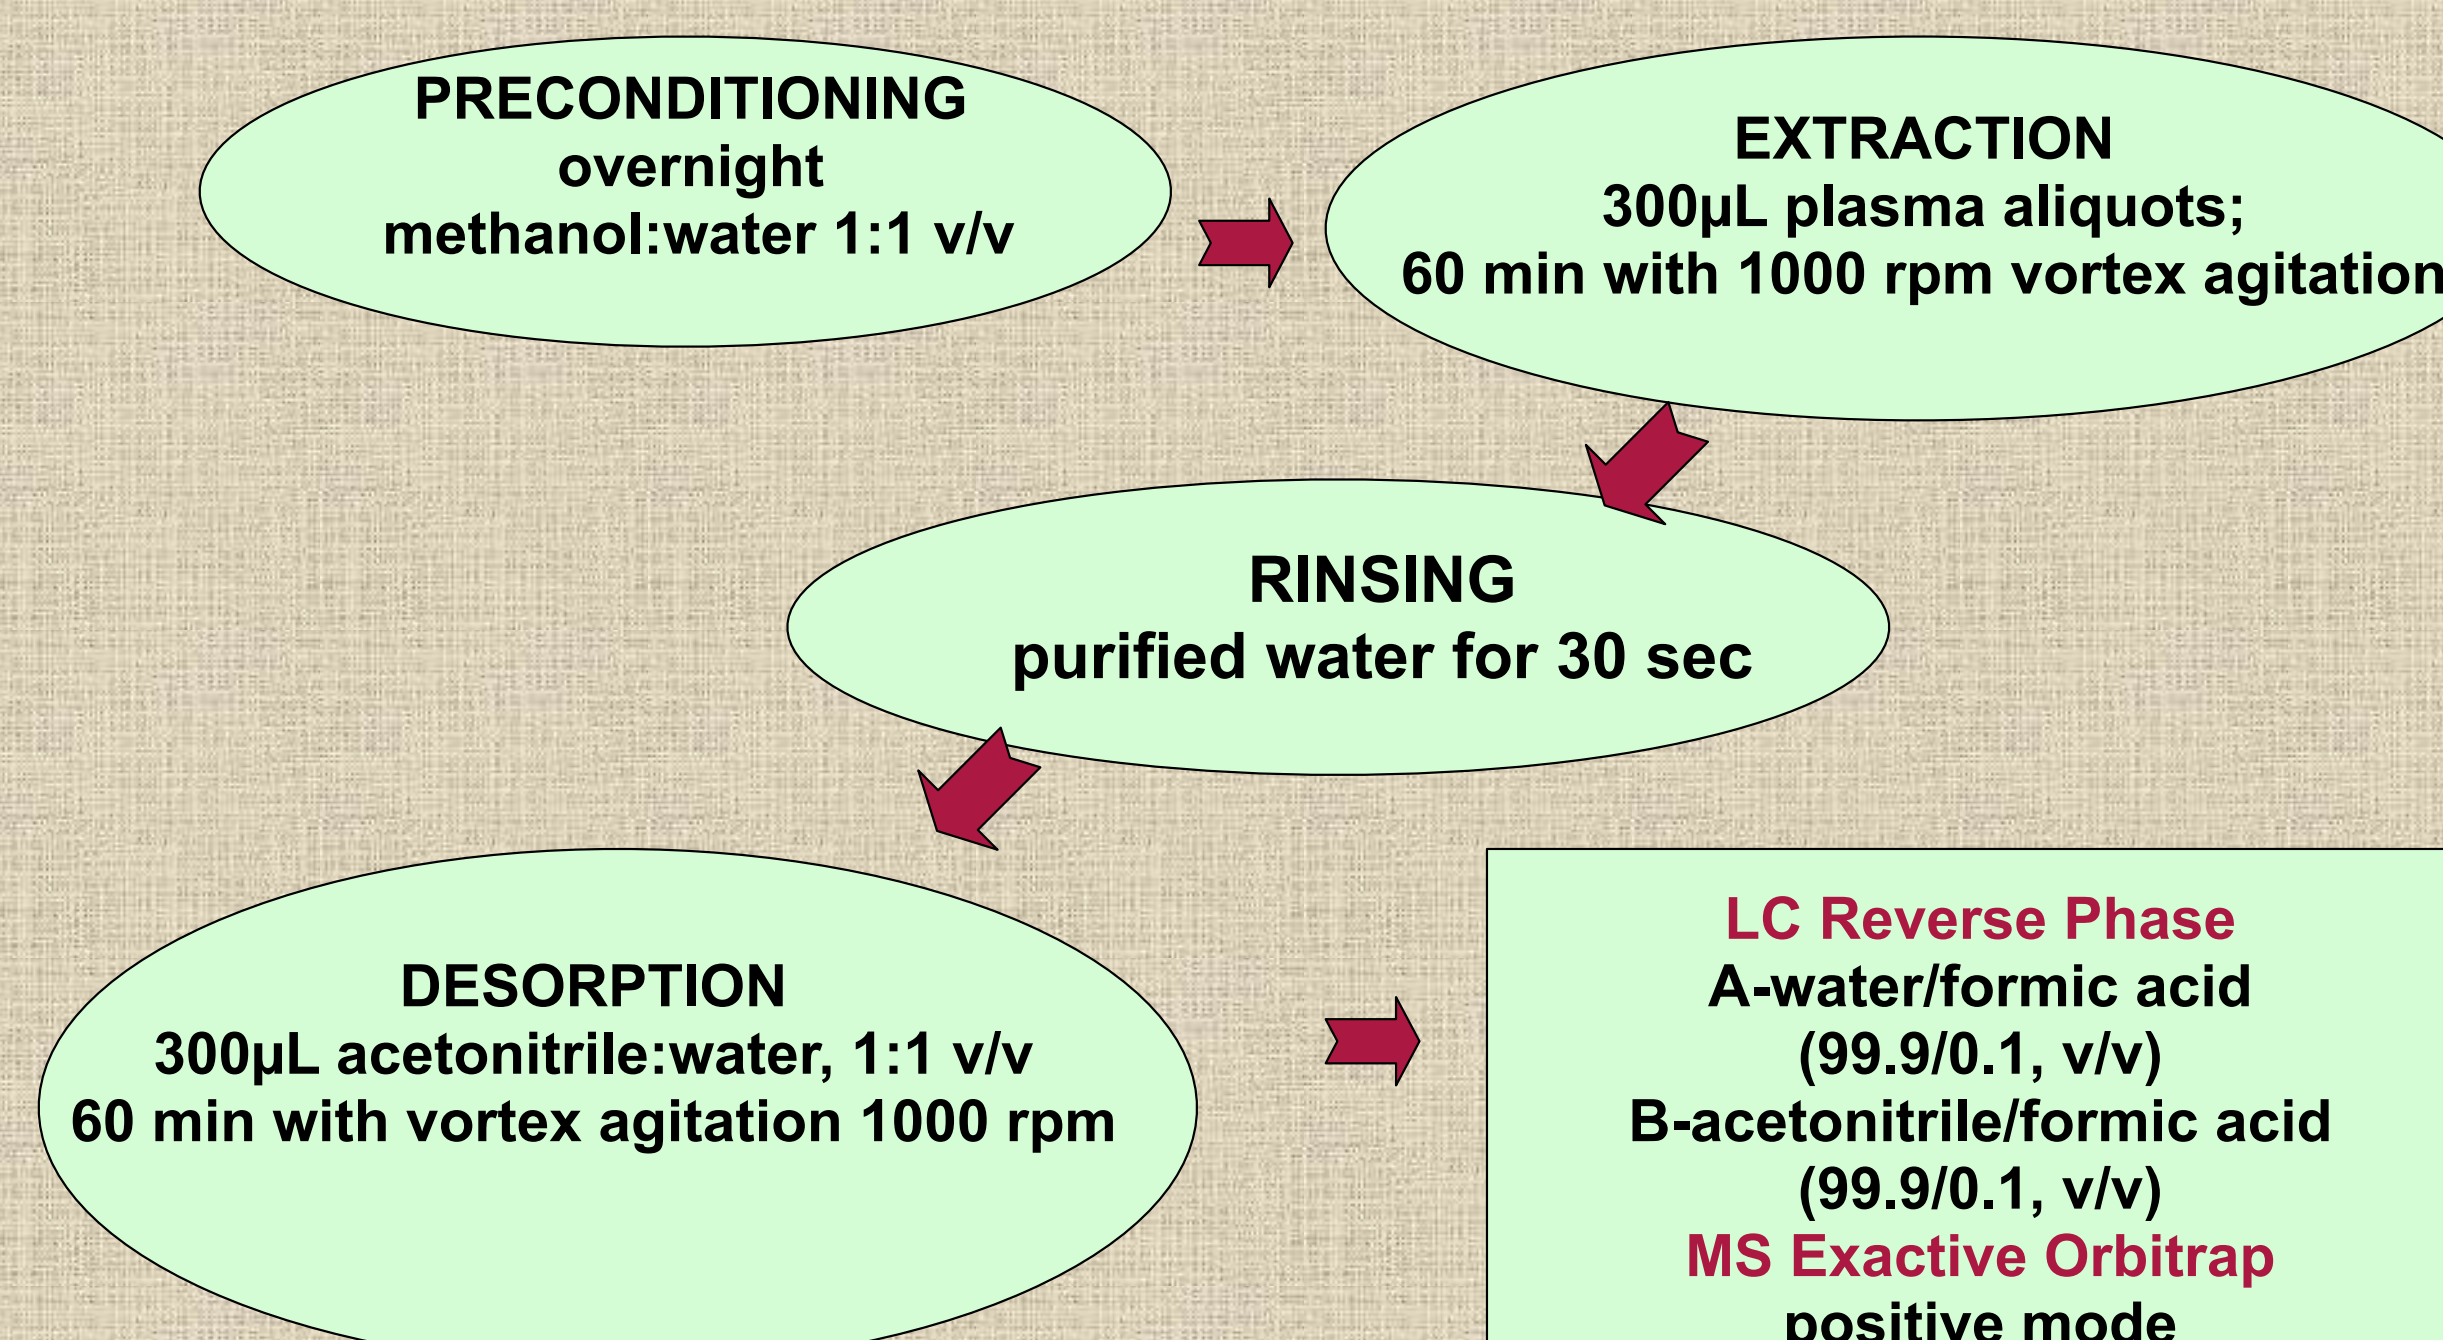 PRECONDITIONING
overnight
methanol:water 1:1 v/v
EXTRACTION
300µL plasma aliquots;
60 min with 1000 rpm vortex agitation
RINSING
purified water for 30 sec
DESORPTION
300µL acetonitrile:water, 1:1 v/v
60 min with vortex agitation 1000 rpm
LC Reverse Phase
A-water/formic acid
(99.9/0.1, v/v)
B-acetonitrile/formic acid
(99.9/0.1, v/v)
MS Exactive Orbitrap
positive mode